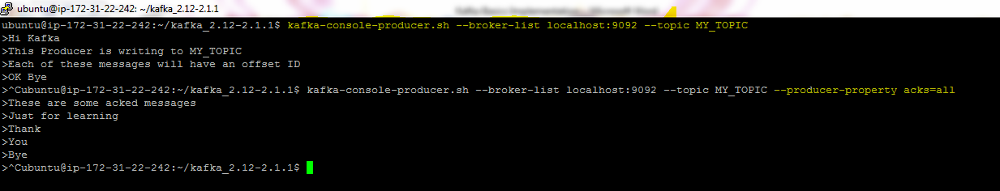 ubuntu@ip-172-31-22-242: ~/kafka_2.12-2.1.1
ubuntu@ip-172-31-22-242:~/kafka_2.12-2.1.1$ kafka-console-producer.sh --broker-list localhost:9092 --topic MY_TOPIC
>Hi Kafka
>This Producer is writing to MY_TOPIC
>Each of these messages will have an offset ID
>OK Bye
>^Cubuntu@ip-172-31-22-242:~/kafka_2.12-2.1.1$ kafka-console-producer.sh --broker-list localhost:9092 --topic MY_TOPIC --producer-property acks=all
>These are some acked messages
>Just for learning
>Thank
>You
>Bye
>^Cubuntu@ip-172-31-22-242:~/kafka_2.12-2.1.1$